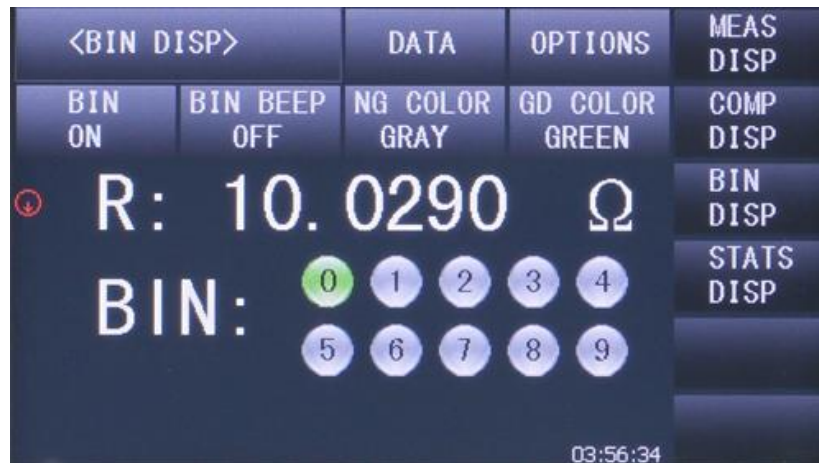 <BIN DISP>
DATA
OPTIONS
MEAS
DISP
BIN
ON
BIN BEEP
OFF
NG COLOR
GRAY
GD COLOR
GREEN
COMP
DISP
R: 10.0290 Ω
BIN
DISP
BIN:
0 1 2 3 4
5 6 7 8 9
STATS
DISP
03:56:34